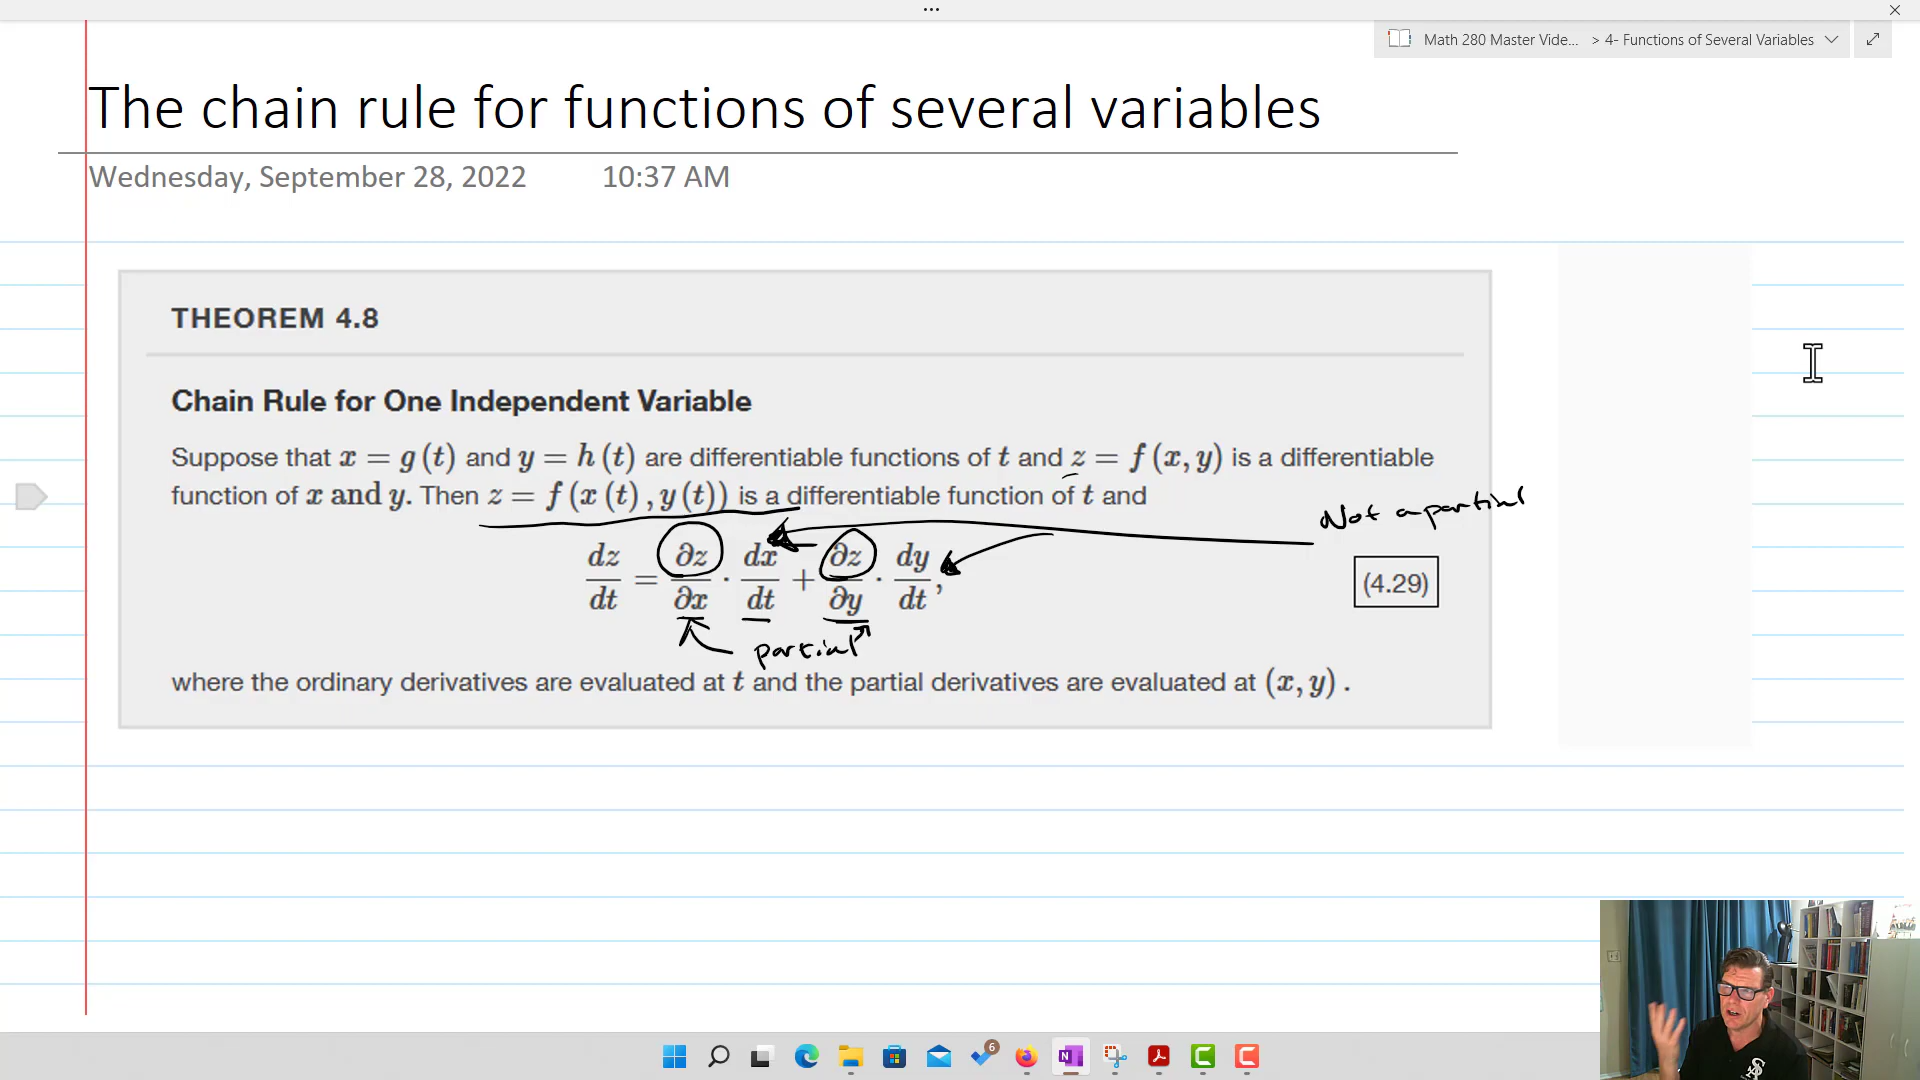 ...
Math 280 Master Vide... > 4- Functions of Several Variables
The chain rule for functions of several variables
Wednesday, September 28, 2022 10:37 AM
THEOREM 4.8
Chain Rule for One Independent Variable
Suppose that x = g (t) and y = h (t) are differentiable functions of t and z = f (x, y) is a differentiable
function of x and y. Then z = f (x (t) , y (t)) is a differentiable function of t and
Not a partial
dz/dt = ∂z/∂x · dx/dt + ∂z/∂y · dy/dt, (4.29)
partial
where the ordinary derivatives are evaluated at t and the partial derivatives are evaluated at (x, y) .
6